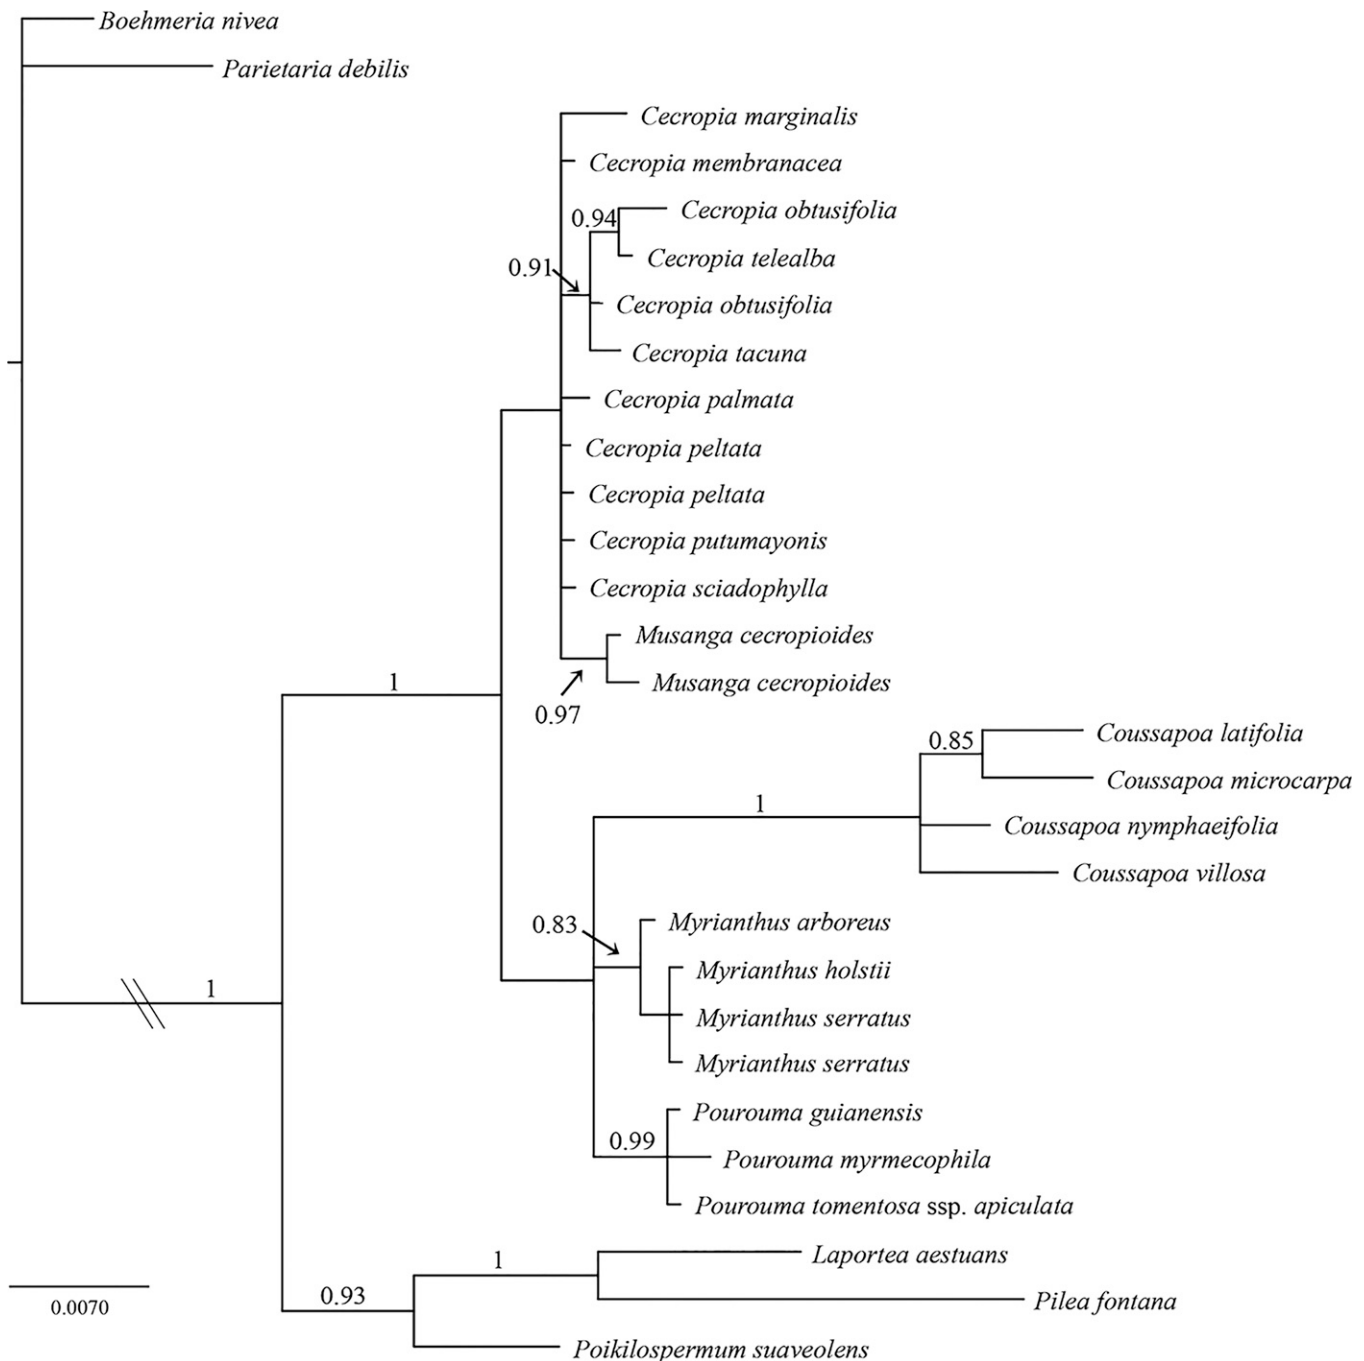 Boehmeria nivea
Parietaria debilis
Cecropia marginalis
Cecropia membranacea
0.94 Cecropia obtusifolia
0.91 Cecropia telealba
Cecropia obtusifolia
Cecropia tacuna
Cecropia palmata
Cecropia peltata
Cecropia peltata
Cecropia putumayonis
Cecropia sciadophylla
Musanga cecropioides
1 Musanga cecropioides
0.97
0.85 Coussapoa latifolia
Coussapoa microcarpa
1
Coussapoa nymphaeifolia
Coussapoa villosa
0.83 Myrianthus arboreus
Myrianthus holstii
1
Myrianthus serratus
Myrianthus serratus
Pourouma guianensis
0.99
Pourouma myrmecophila
Pourouma tomentosa ssp. apiculata
1 Laportea aestuans
0.93 Pilea fontana
0.0070
Poikilospermum suaveolens